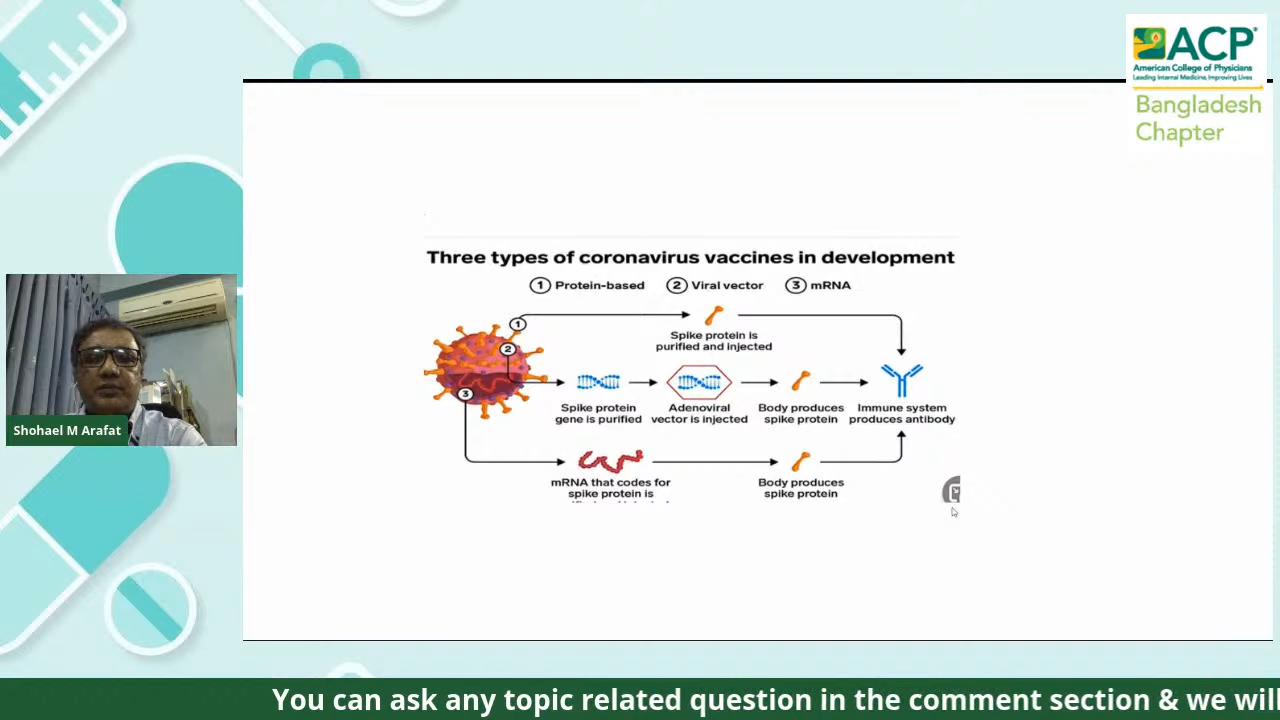 ACP
American College of Physicians
Leading Internal Medicine, Improving Lives
Bangladesh
Chapter
Three types of coronavirus vaccines in development
1 Protein-based 2 Viral vector 3 mRNA
1
Spike protein is
purified and injected
2
Spike protein
gene is purified
Adenoviral
vector is injected
Body produces
spike protein
Immune system
produces antibody
3
mRNA that codes for
spike protein is
Body produces
spike protein
Shohael M Arafat
You can ask any topic related question in the comment section & we will